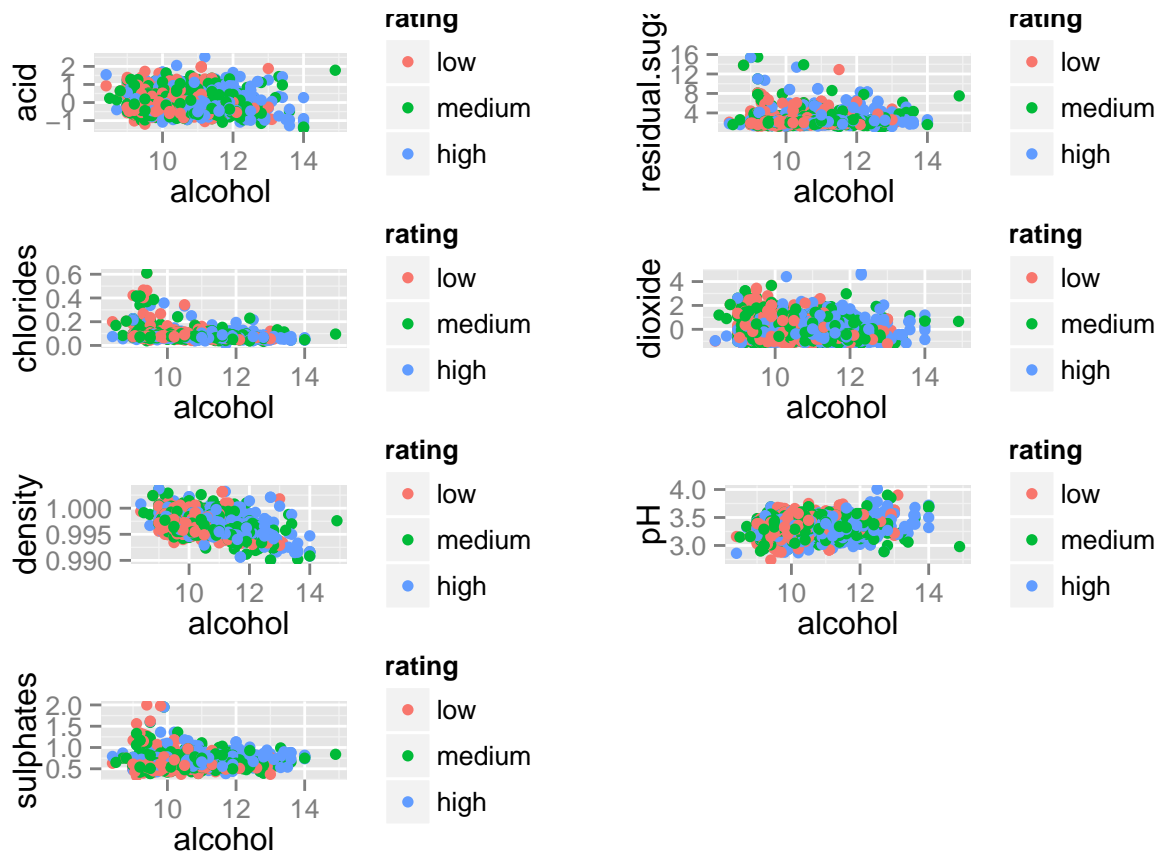 rating
low
medium
high
acid
2
1
0
−1
10 12 14
alcohol
rating
low
medium
high
residual.suga
16
12
8
4
10 12 14
alcohol
rating
low
medium
high
chlorides
0.6
0.4
0.2
0.0
10 12 14
alcohol
rating
low
medium
high
dioxide
4
2
0
10 12 14
alcohol
rating
low
medium
high
density
1.000
0.995
0.990
10 12 14
alcohol
rating
low
medium
high
pH
4.0
3.5
3.0
10 12 14
alcohol
rating
low
medium
high
sulphates
2.0
1.5
1.0
0.5
10 12 14
alcohol